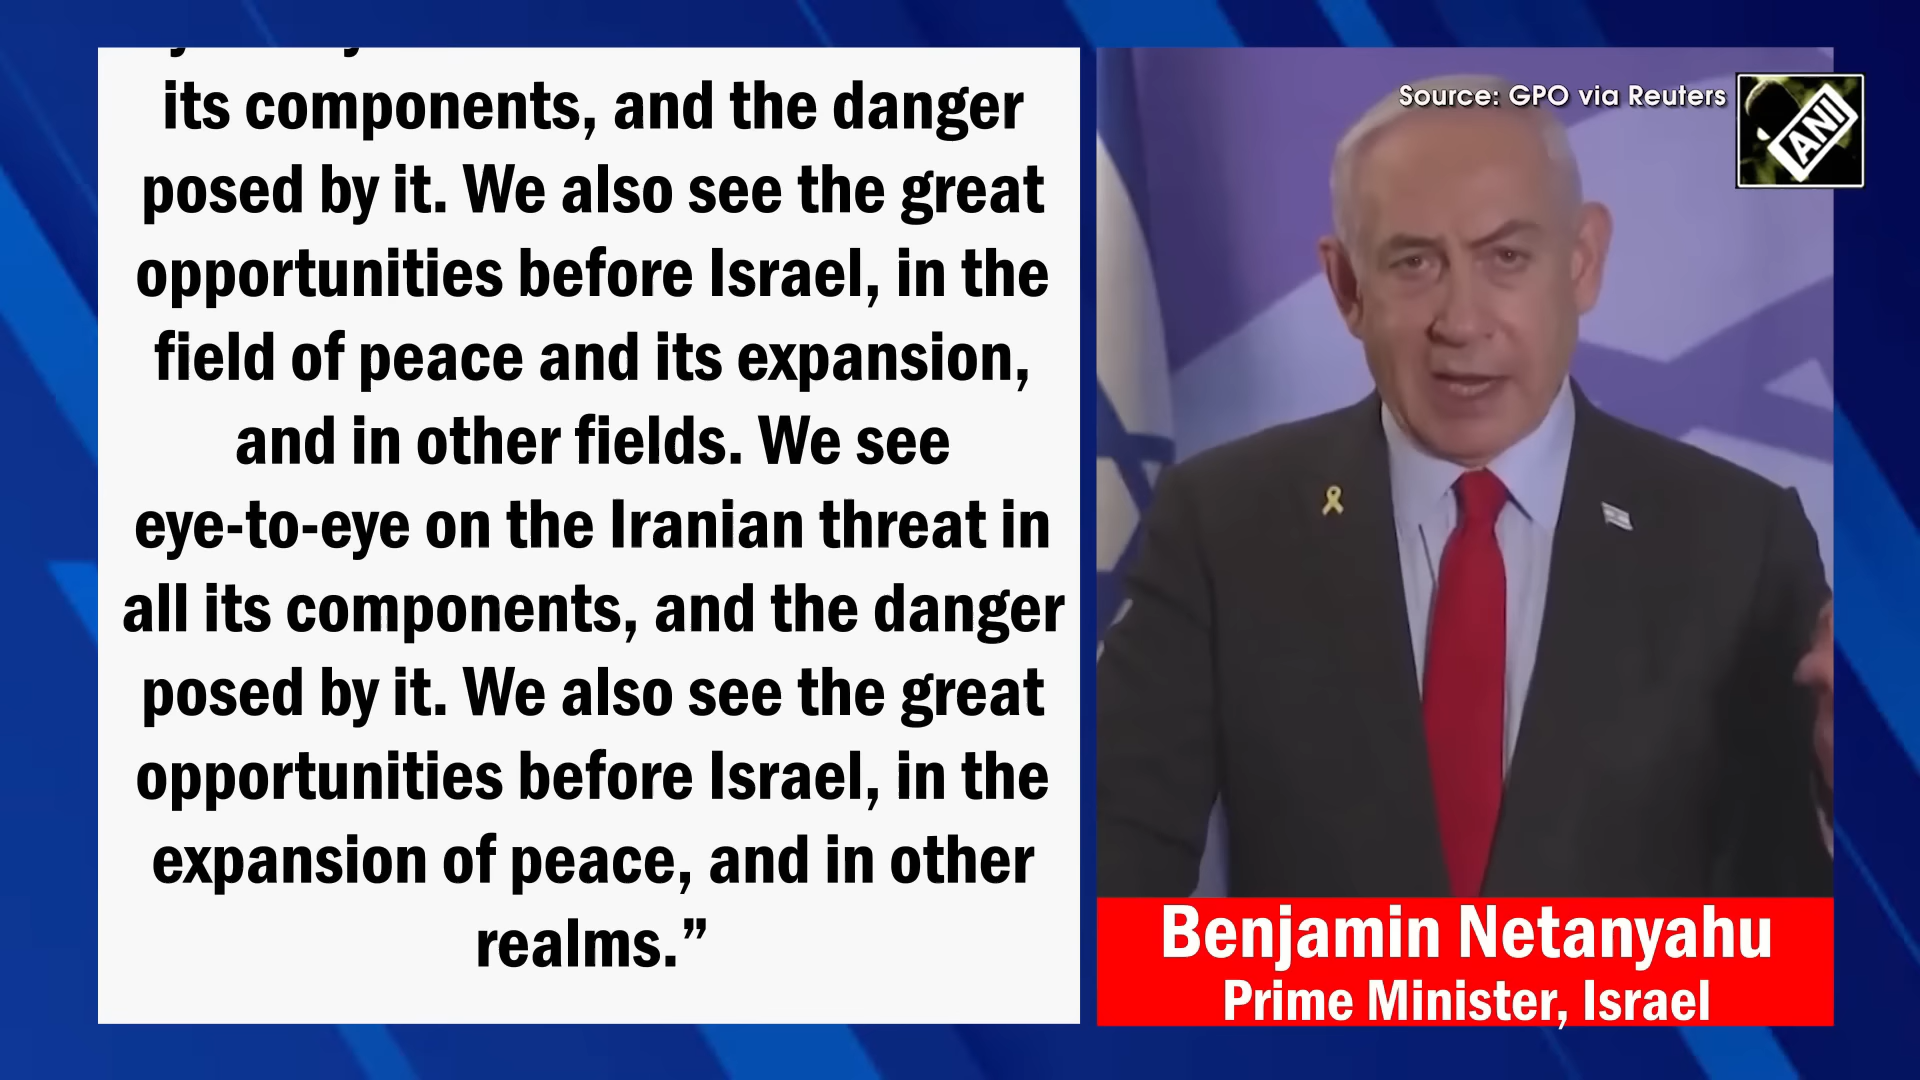 its components, and the danger
posed by it. We also see the great
opportunities before Israel, in the
field of peace and its expansion,
and in other fields. We see
eye-to-eye on the Iranian threat in
all its components, and the danger
posed by it. We also see the great
opportunities before Israel, in the
expansion of peace, and in other
realms.”
Source: GPO via Reuters
ANI
Benjamin Netanyahu
Prime Minister, Israel